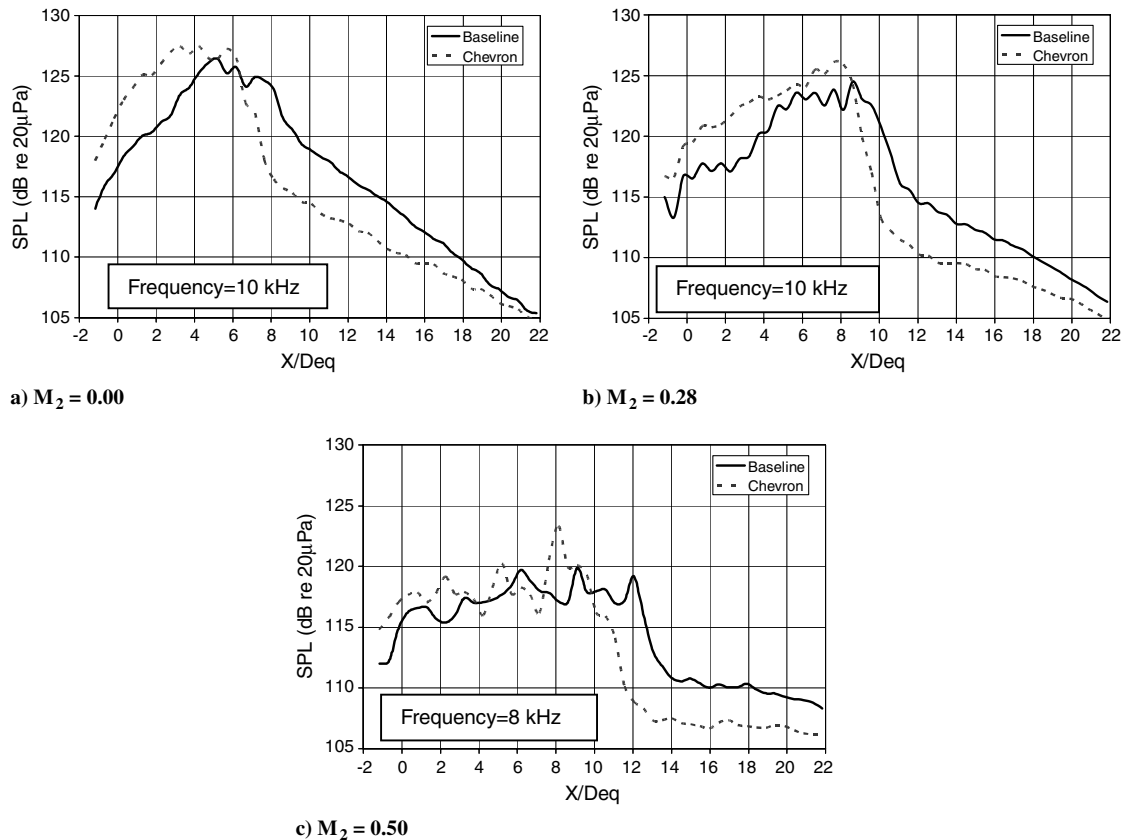 130
125
120
115
110
105
SPL (dB re 20μPa)
Baseline
Chevron
Frequency=10 kHz
-2 0 2 4 6 8 10 12 14 16 18 20 22
X/Deq
a) M2 = 0.00
130
125
120
115
110
105
SPL (dB re 20μPa)
Baseline
Chevron
Frequency=10 kHz
-2 0 2 4 6 8 10 12 14 16 18 20 22
X/Deq
b) M2 = 0.28
130
125
120
115
110
105
SPL (dB re 20μPa)
Baseline
Chevron
Frequency=8 kHz
-2 0 2 4 6 8 10 12 14 16 18 20 22
X/Deq
c) M2 = 0.50